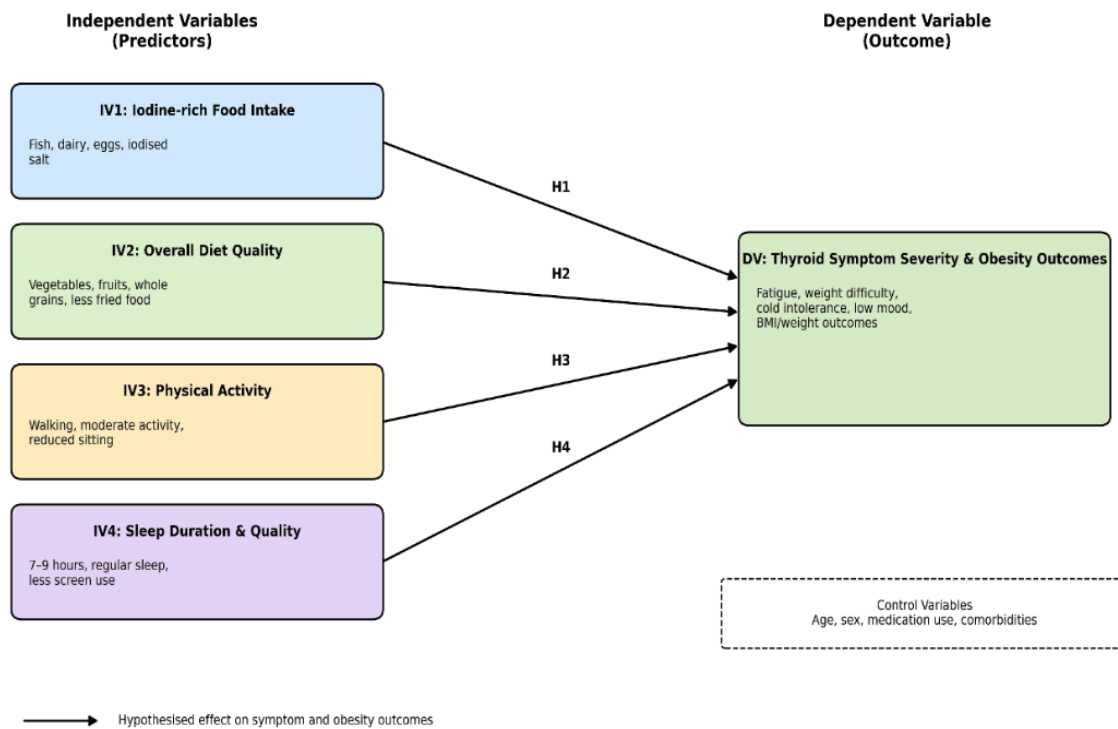 Independent Variables
(Predictors)
Dependent Variable
(Outcome)
IV1: Iodine-rich Food Intake
Fish, dairy, eggs, iodised
salt
H1
IV2: Overall Diet Quality
Vegetables, fruits, whole
grains, less fried food
H2
DV: Thyroid Symptom Severity & Obesity Outcomes
Fatigue, weight difficulty,
cold intolerance, low mood,
BMI/weight outcomes
H3
IV3: Physical Activity
Walking, moderate activity,
reduced sitting
H4
IV4: Sleep Duration & Quality
7–9 hours, regular sleep,
less screen use
Control Variables
Age, sex, medication use, comorbidities
Hypothesised effect on symptom and obesity outcomes